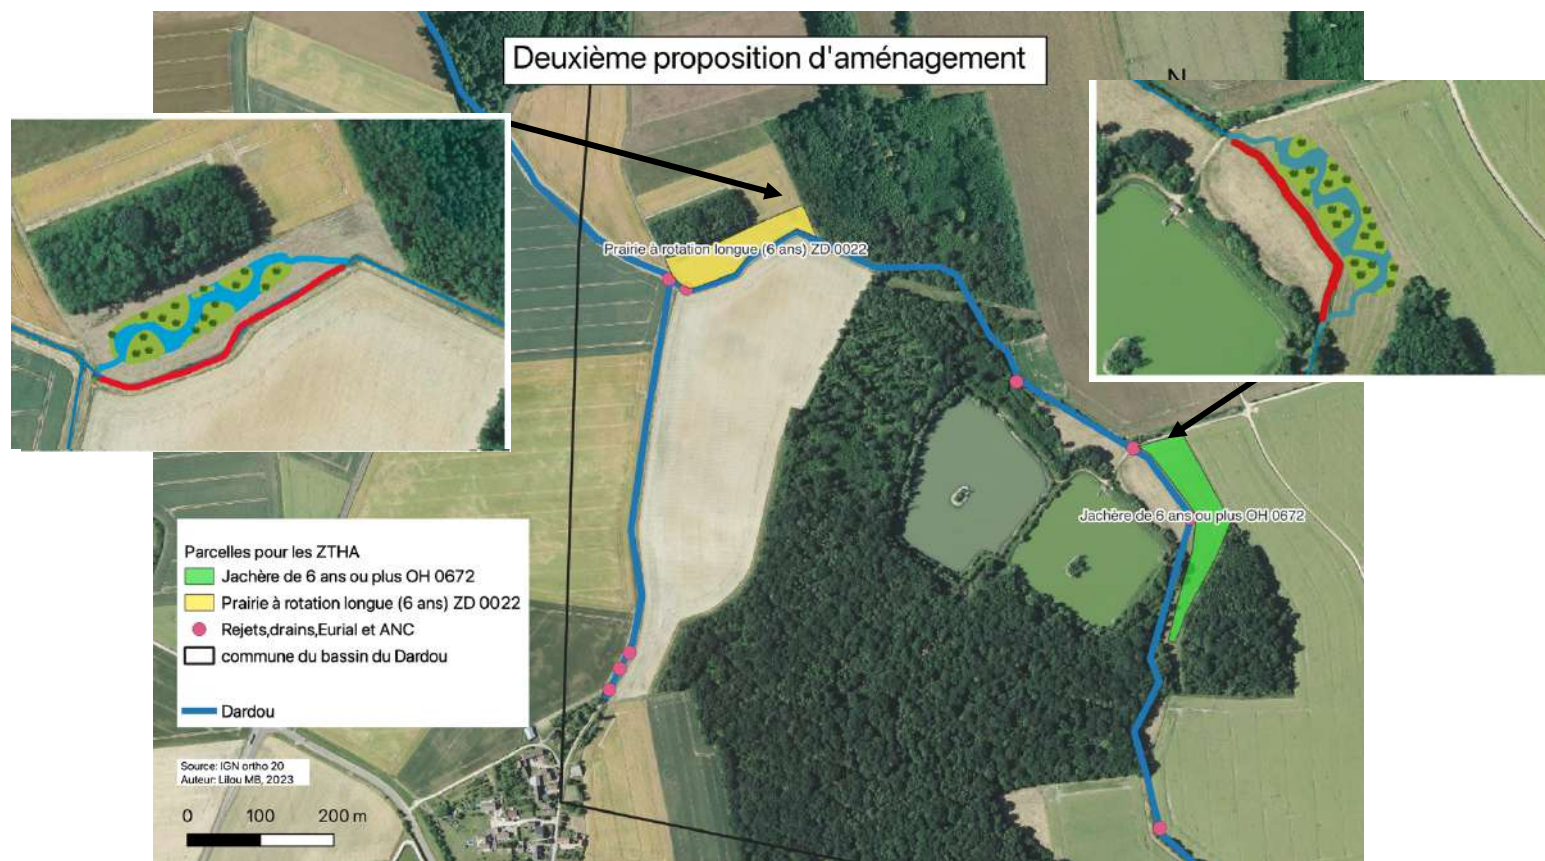 Deuxième proposition d'aménagement
N
Prairie à rotation longue (6 ans) ZD 0022
Jachère de 6 ans ou plus OH 0672
Parcelles pour les ZTHA
Jachère de 6 ans ou plus OH 0672
Prairie à rotation longue (6 ans) ZD 0022
Rejets,drains,Eurial et ANC
commune du bassin du Dardou
Dardou
Source: IGN ortho 20
Auteur: Lilou MB, 2023
0 100 200 m